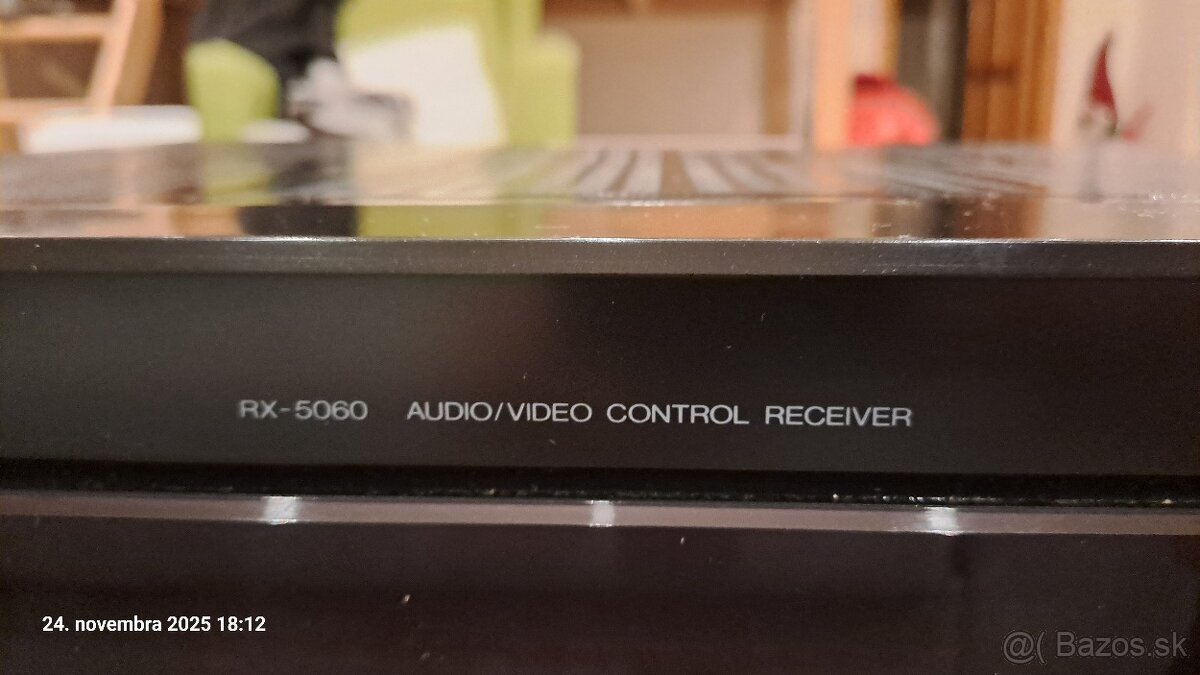 RX-5060 AUDIO/VIDEO CONTROL RECEIVER
24. novembra 2025 18:12
@( Bazos.sk